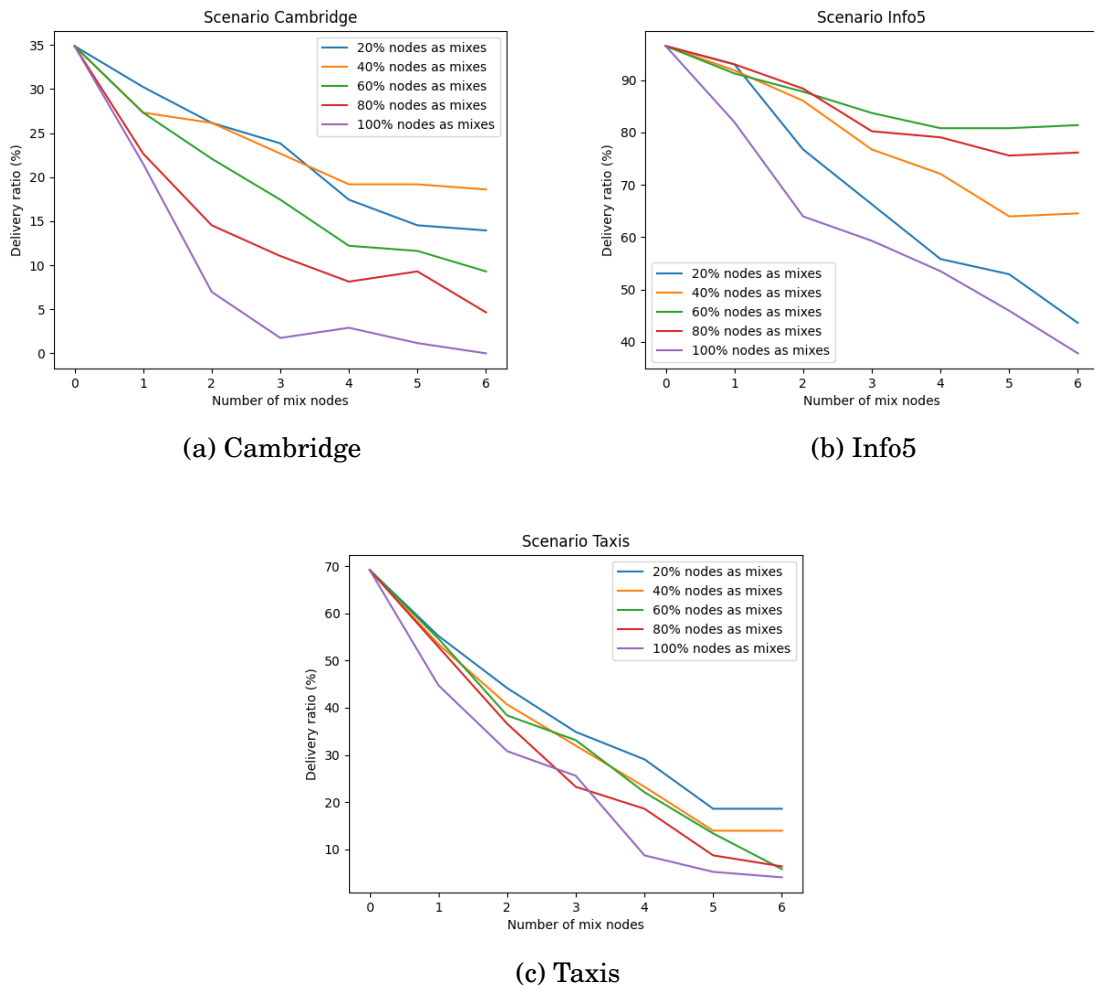 Scenario Cambridge
35
30
25
20
15
10
5
0
Delivery ratio (%)
20% nodes as mixes
40% nodes as mixes
60% nodes as mixes
80% nodes as mixes
100% nodes as mixes
0 1 2 3 4 5 6
Number of mix nodes
(a) Cambridge
Scenario Info5
90
80
70
60
50
40
Delivery ratio (%)
20% nodes as mixes
40% nodes as mixes
60% nodes as mixes
80% nodes as mixes
100% nodes as mixes
0 1 2 3 4 5 6
Number of mix nodes
(b) Info5
Scenario Taxis
70
60
50
40
30
20
10
Delivery ratio (%)
20% nodes as mixes
40% nodes as mixes
60% nodes as mixes
80% nodes as mixes
100% nodes as mixes
0 1 2 3 4 5 6
Number of mix nodes
(c) Taxis